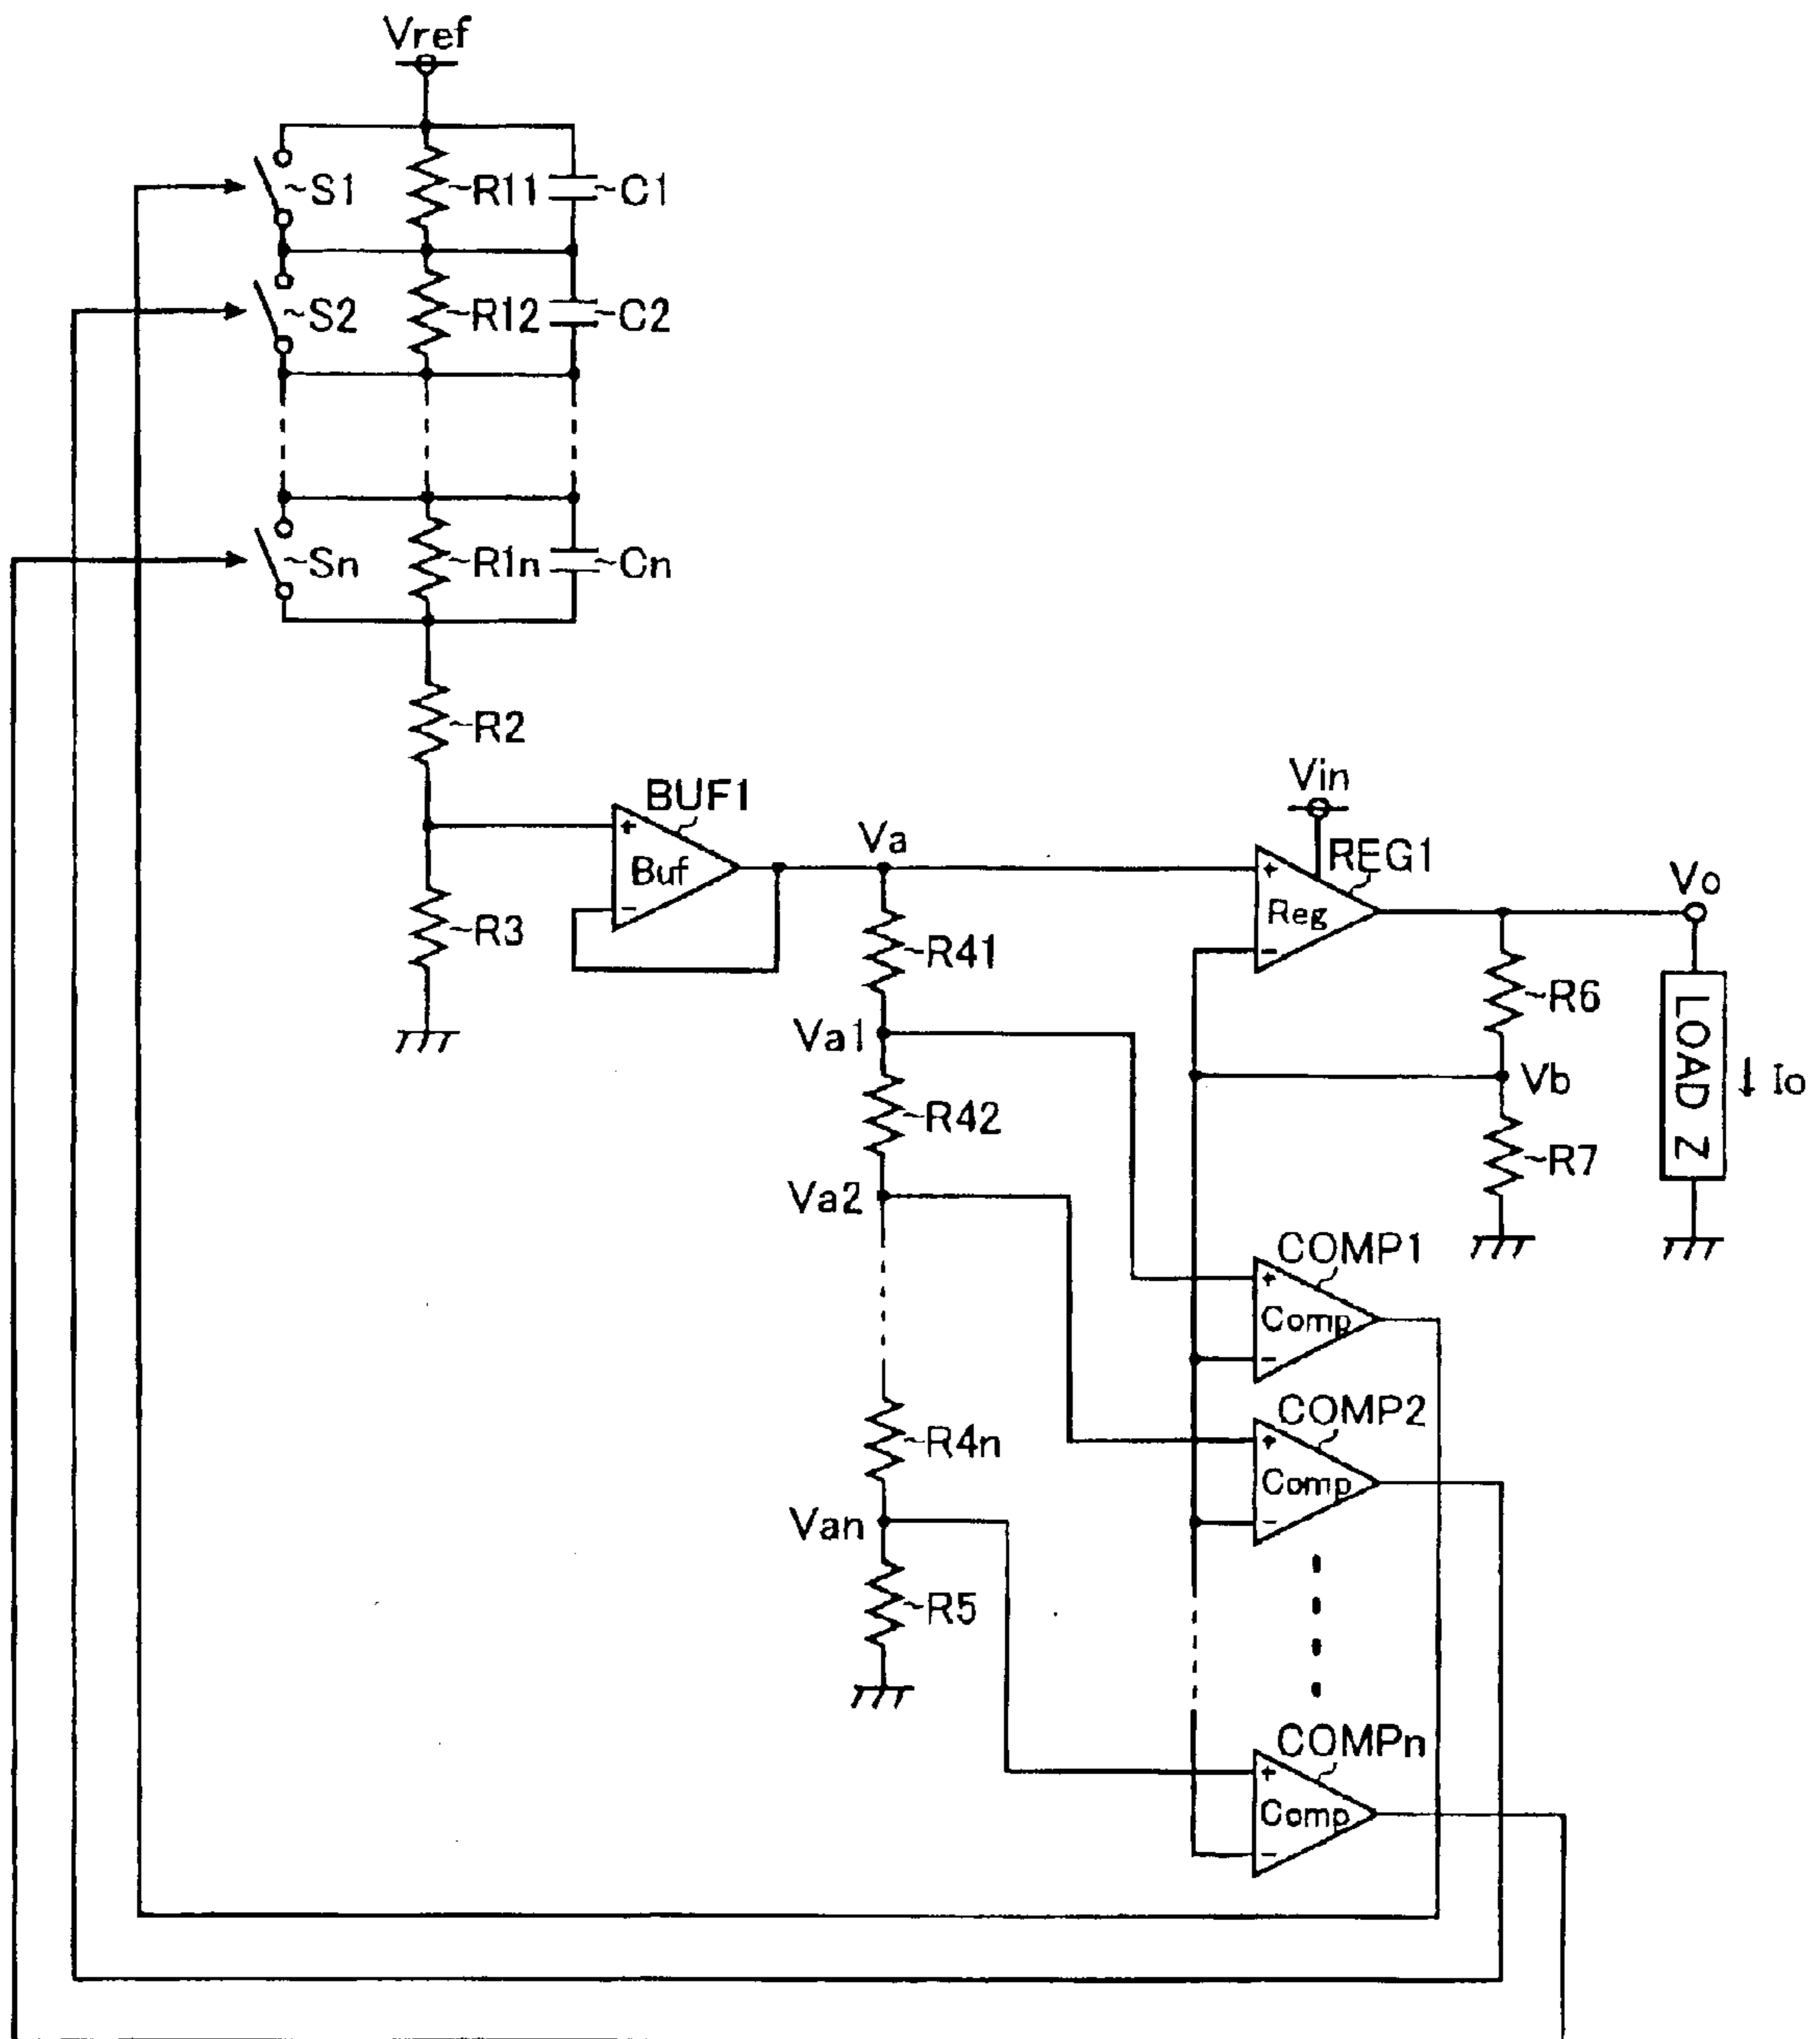 Vref
~S1
~R11
~C1
~S2
~R12
~C2
~Sn
~R1n
~Cn
~R2
BUF1
+
Buf
-
~R3
Va
Vin
REG1
+
Reg
-
Vo
~R41
~R6
LOAD Z
↓ Io
Va1
Vb
~R42
~R7
Va2
COMP1
+
Comp
-
COMP2
+
Comp
-
~R4n
Van
~R5
COMPn
+
Comp
-